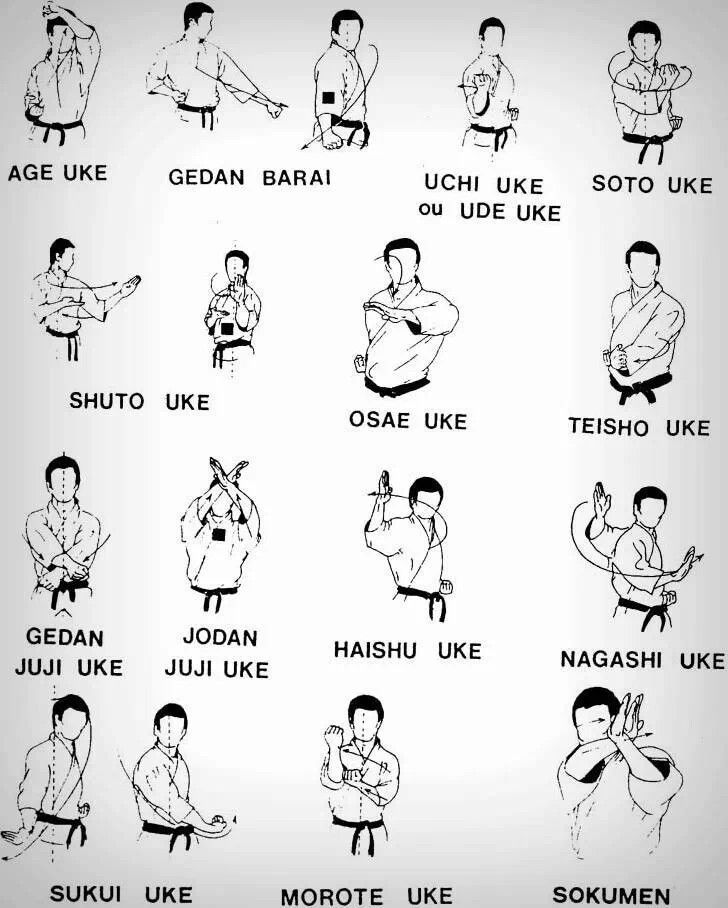 AGE UKE
GEDAN BARAI
UCHI UKE
ou UDE UKE
SOTO UKE
SHUTO UKE
OSAE UKE
TEISHO UKE
GEDAN
JUJI UKE
JODAN
JUJI UKE
HAISHU UKE
NAGASHI UKE
SUKUI UKE
MOROTE UKE
SOKUMEN